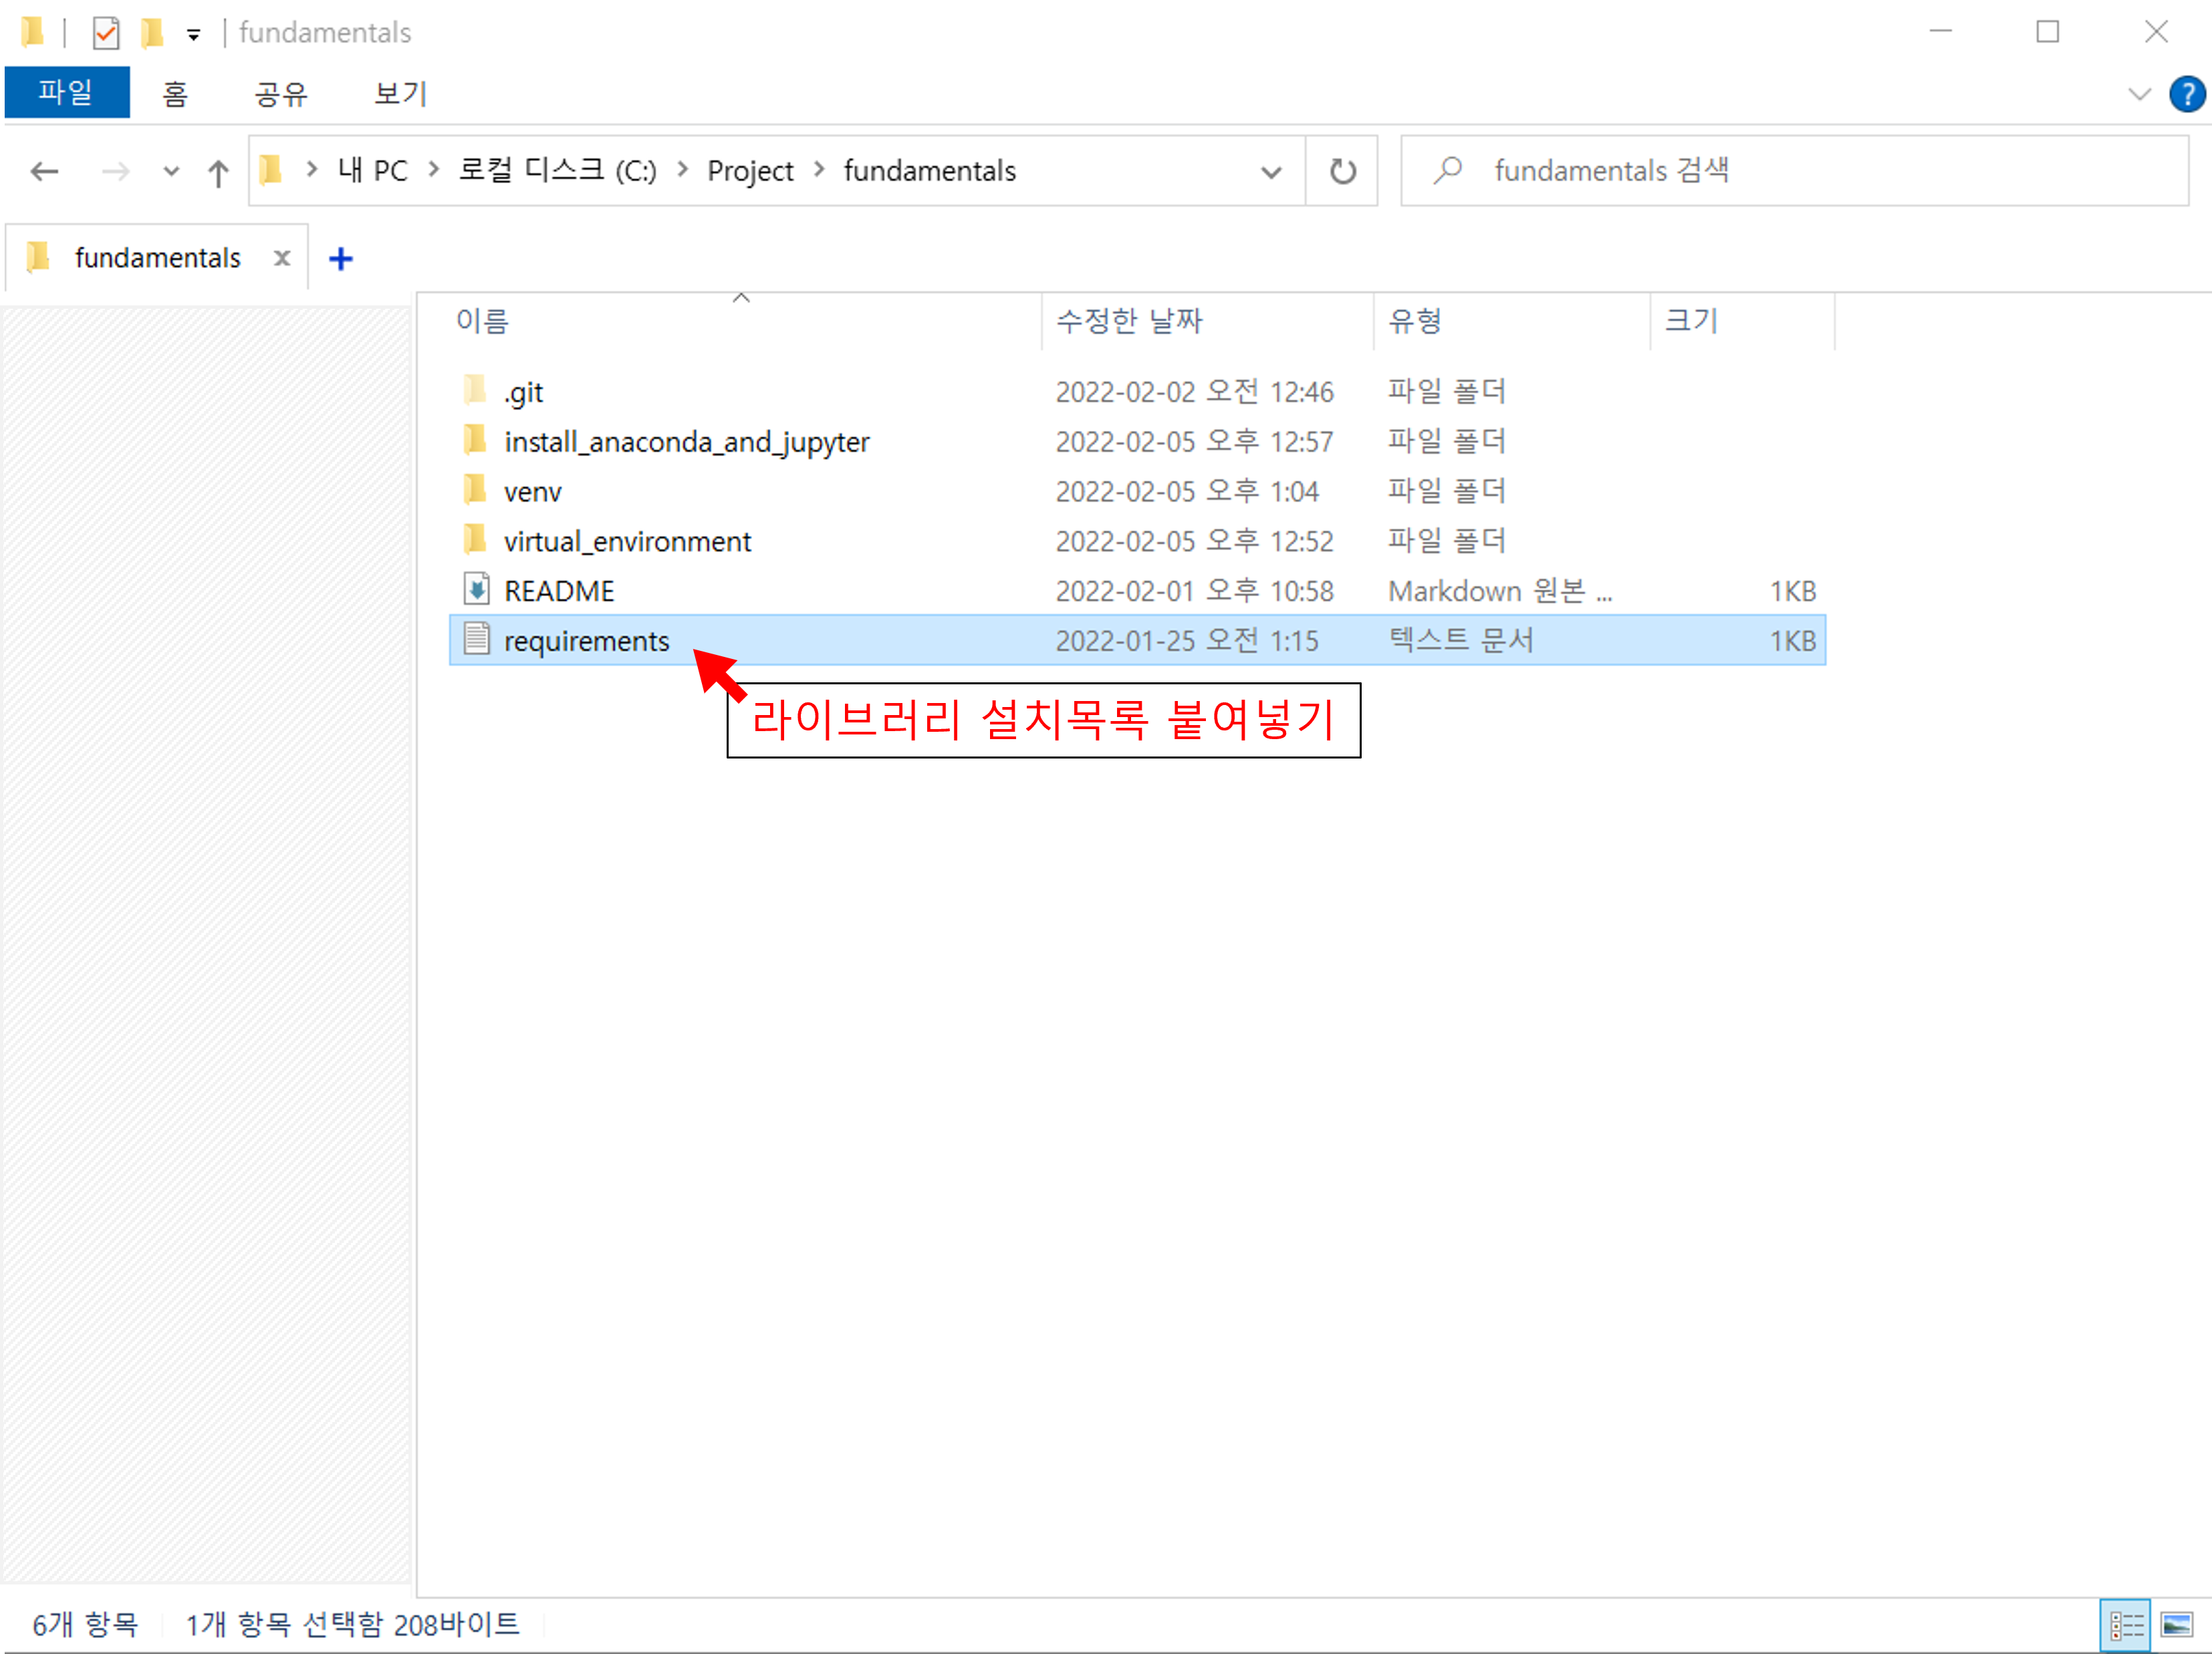 fundamentals
파일 홈 공유 보기
내 PC 로컬 디스크 (C:) Project fundamentals
fundamentals 검색
fundamentals
이름 수정한 날짜 유형 크기
.git 2022-02-02 오전 12:46 파일 폴더
install_anaconda_and_jupyter 2022-02-05 오후 12:57 파일 폴더
venv 2022-02-05 오후 1:04 파일 폴더
virtual_environment 2022-02-05 오후 12:52 파일 폴더
README 2022-02-01 오후 10:58 Markdown 원본 ... 1KB
requirements 2022-01-25 오전 1:15 텍스트 문서 1KB
라이브러리 설치목록 붙여넣기
6개 항목 1개 항목 선택함 208바이트